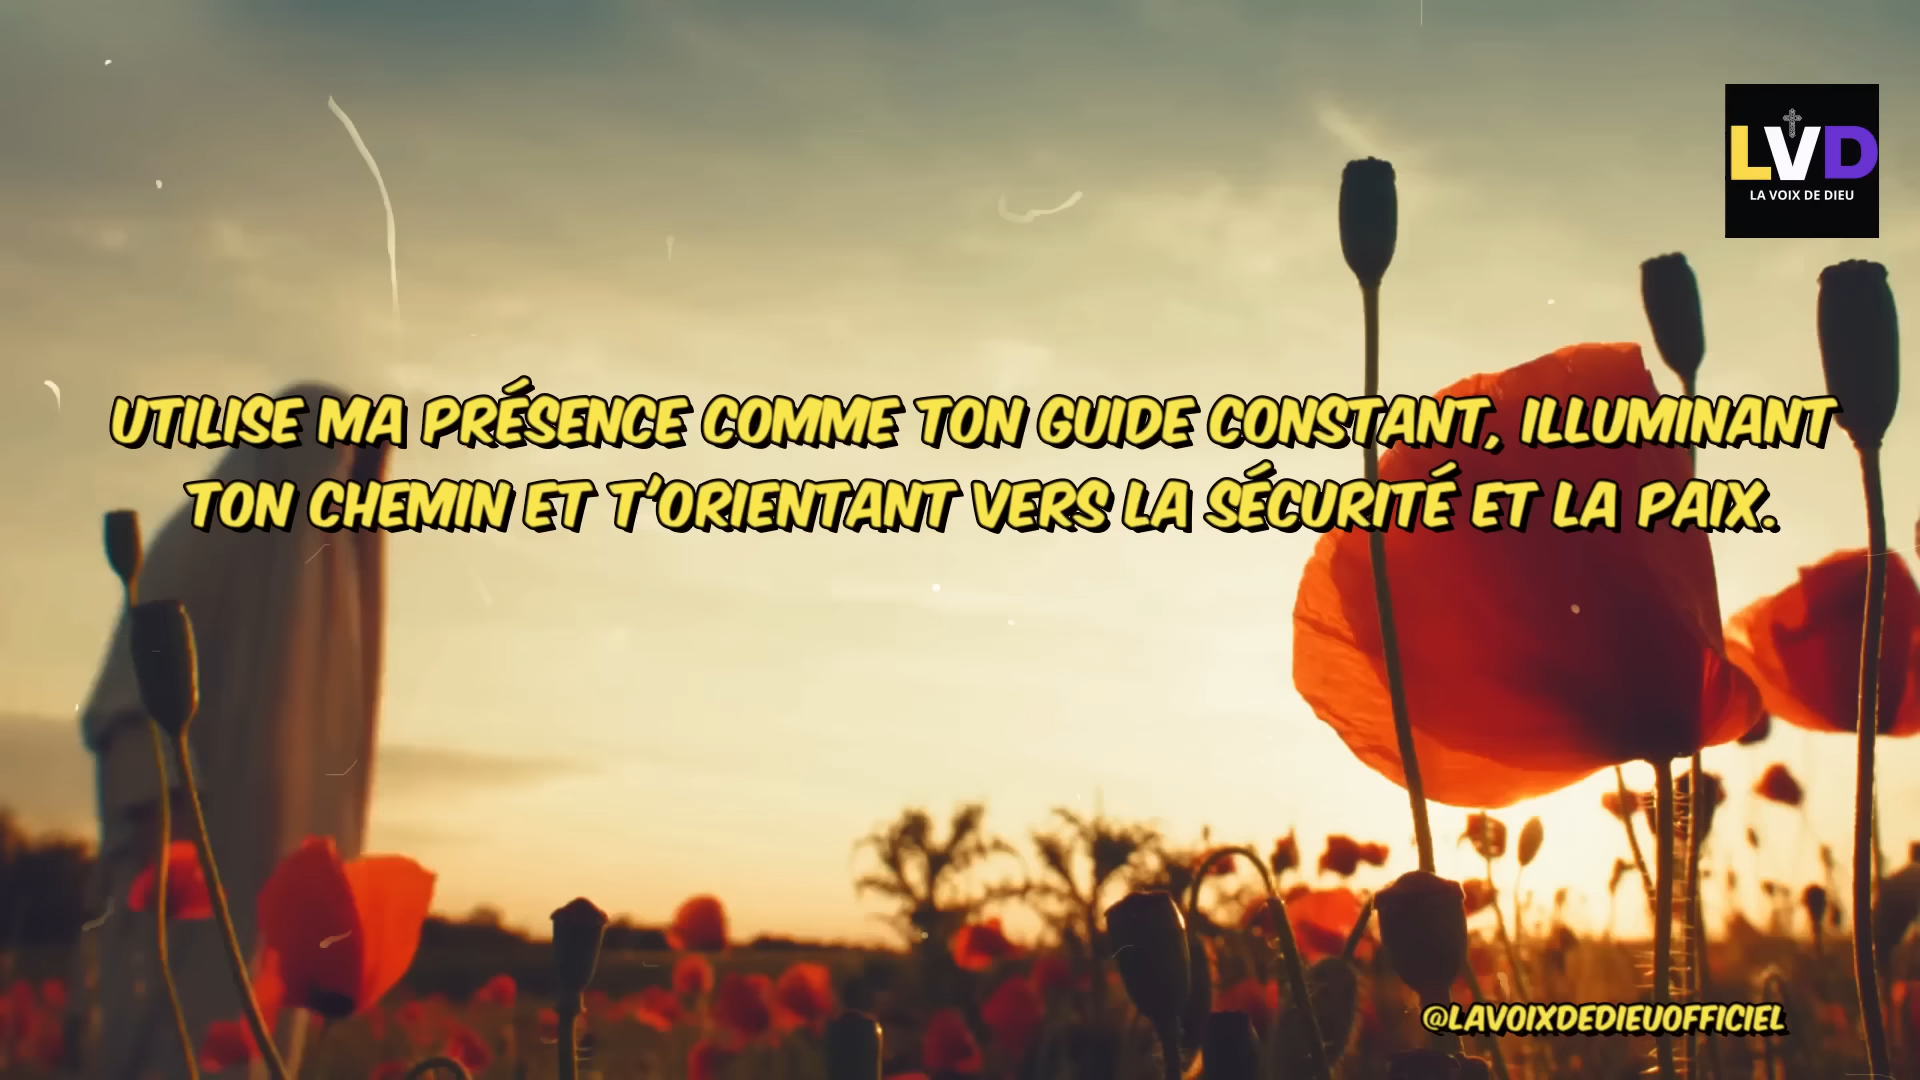 LVD
LA VOIX DE DIEU
UTILISE MA PRÉSENCE COMME TON GUIDE CONSTANT, ILLUMINANT
TON CHEMIN ET T'ORIENTANT VERS LA SÉCURITÉ ET LA PAIX.
@LAVOIXDEDIEUOFFICIEL